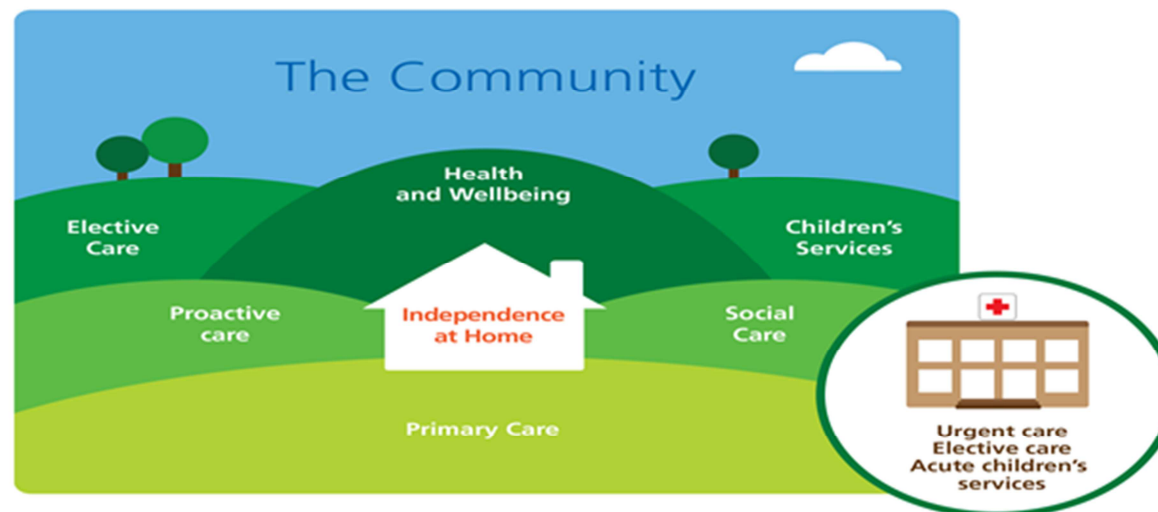 The Community
Health
and Wellbeing
Elective
Care
Children's
Services
Proactive
care
Independence
at Home
Social
Care
Primary Care
Urgent care
Elective care
Acute children's
services